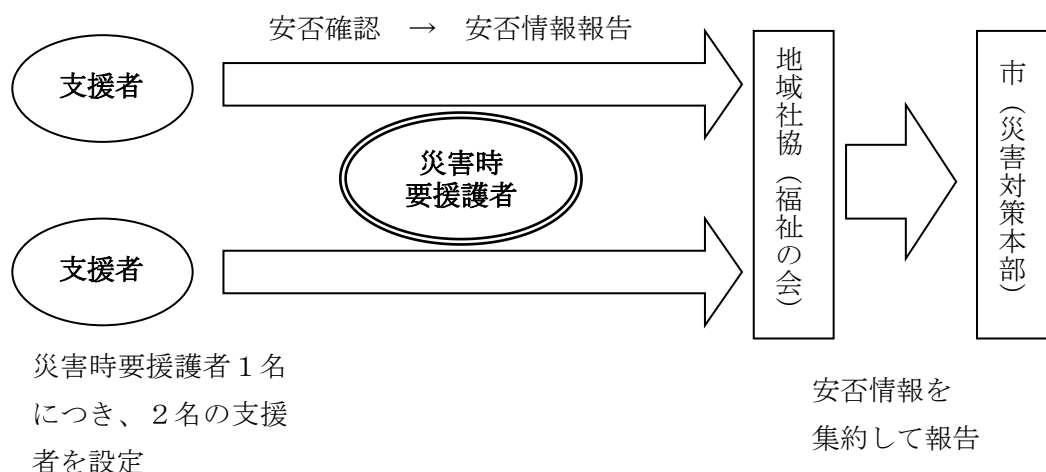 安否確認 → 安否情報報告
支援者
災害時
要援護者
支援者
地域社協（福祉の会）
市（災害対策本部）
災害時要援護者１名
につき、２名の支援
者を設定
安否情報を
集約して報告